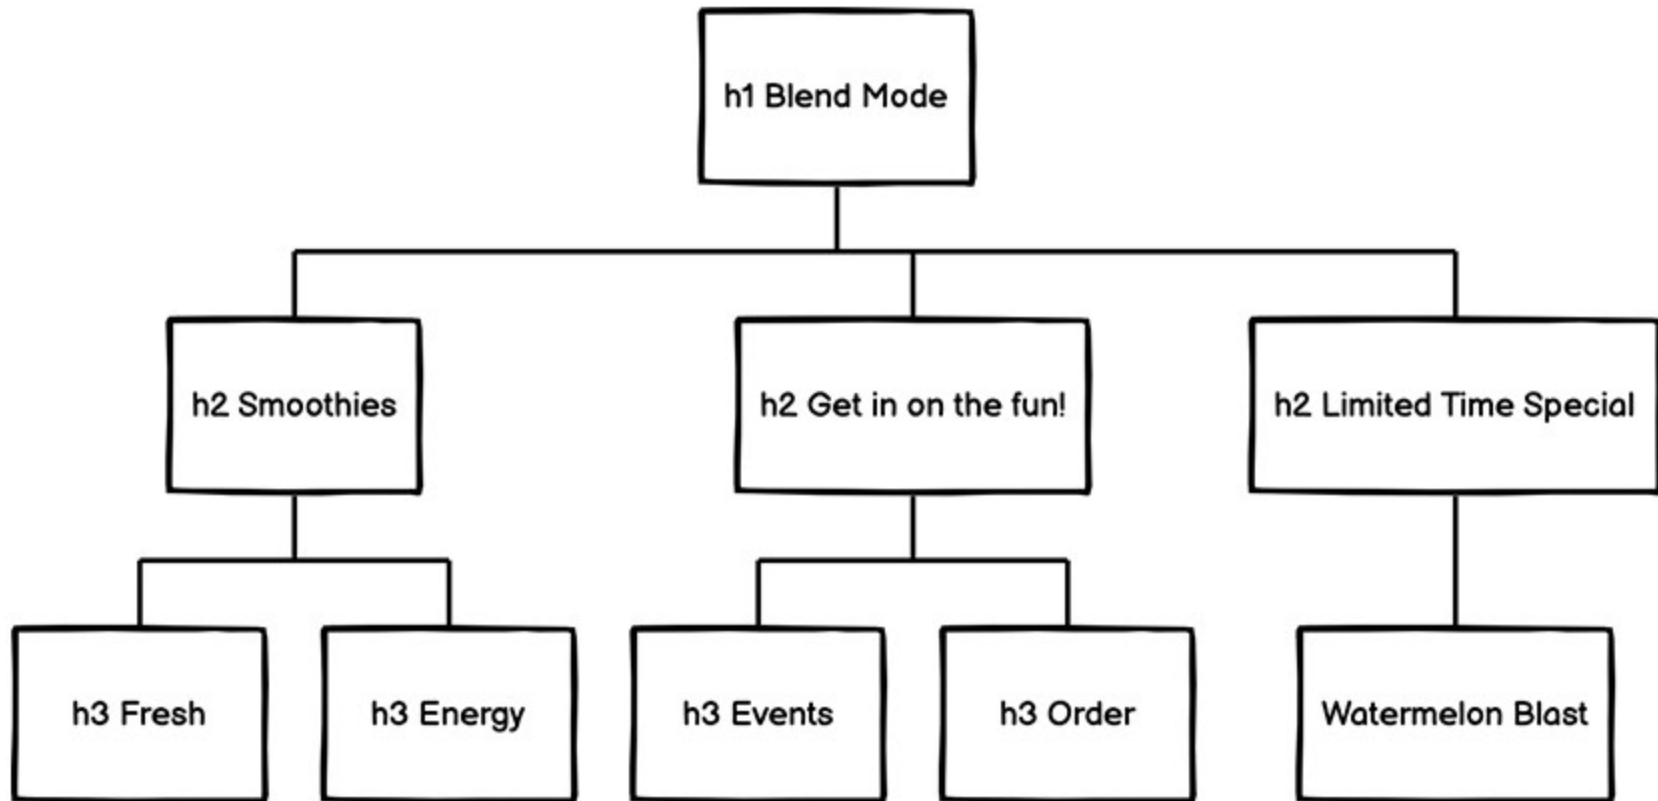 h1 Blend Mode
h2 Smoothies
h2 Get in on the fun!
h2 Limited Time Special
h3 Fresh
h3 Energy
h3 Events
h3 Order
Watermelon Blast